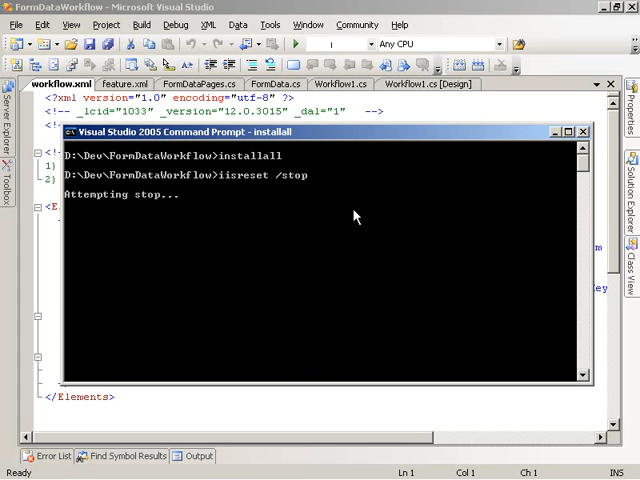 FormDataWorkflow - Microsoft Visual Studio
File Edit View Project Build Debug XML Data Tools Window Community Help
Any CPU
workflow.xml feature.xml FormDataPages.cs FormData.cs Workflow1.cs Workflow1.cs [Design]
<?xml version="1.0" encoding="utf-8" ?>
<!-- _lcid="1033" _version="12.0.3015" _dal="1" -->
<!-
Visual Studio 2005 Command Prompt - installall
D:\Dev\FormDataWorkflow>installall
D:\Dev\FormDataWorkflow>iisreset /stop
Attempting stop...
<!-
1)
2)
<E
</Elements>
Server Explorer
Toolbox
Properties
Solution Explorer
Class View
Error List Find Symbol Results Output
Ready Ln 1 Col 1 Ch 1 INS